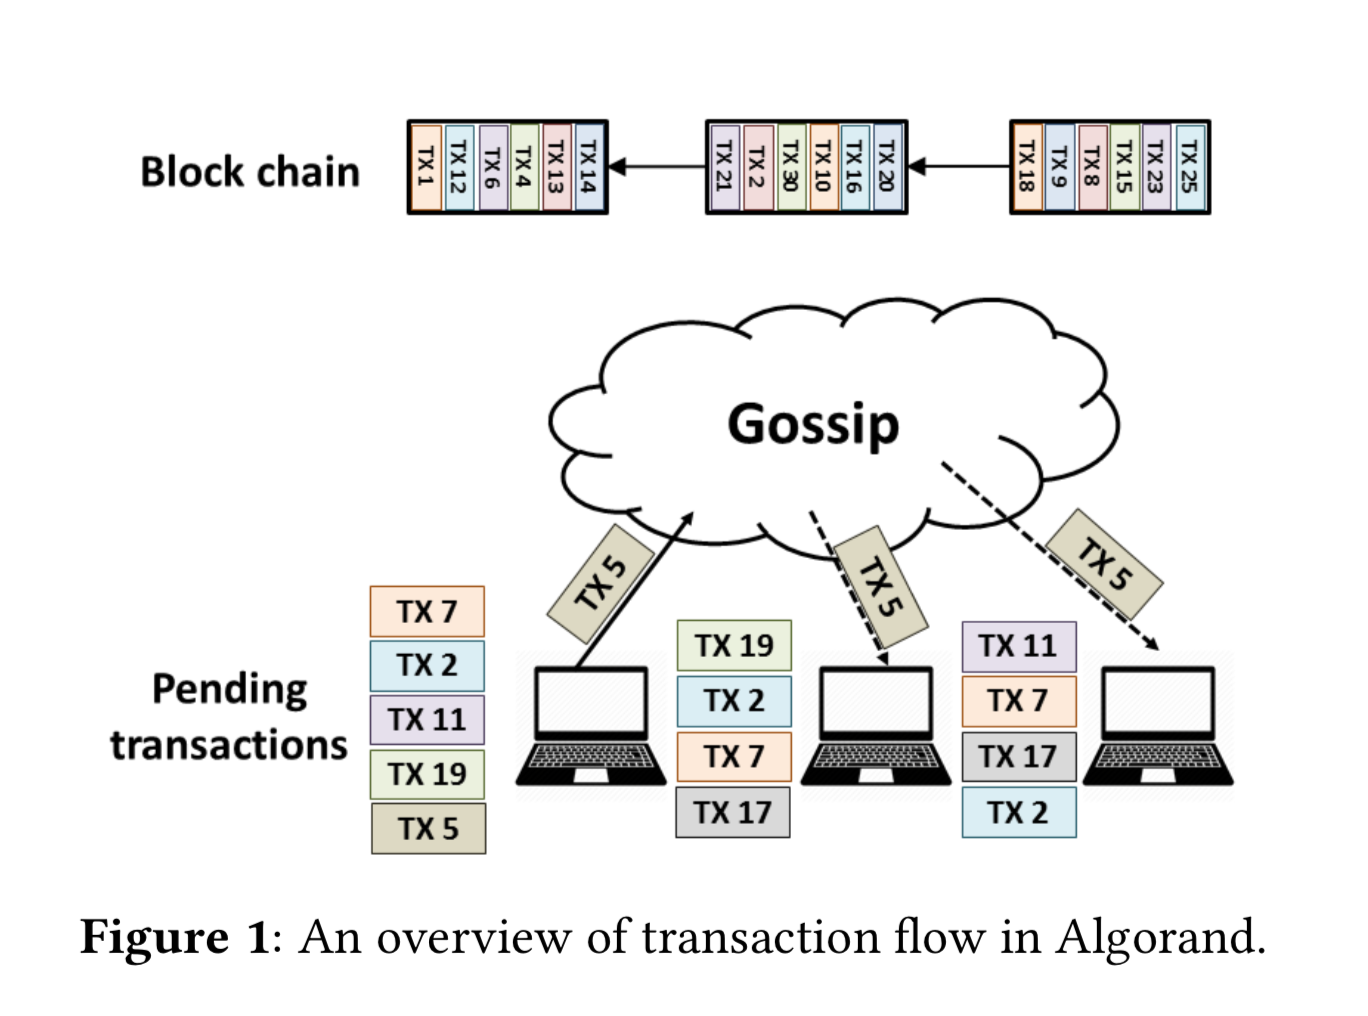 Block chain
TX 1
TX 12
TX 6
TX 4
TX 13
TX 14
TX 21
TX 2
TX 30
TX 10
TX 16
TX 20
TX 18
TX 9
TX 8
TX 15
TX 23
TX 25
Gossip
TX 5
TX 5
TX 5
Pending
transactions
TX 7
TX 2
TX 11
TX 19
TX 5
TX 19
TX 2
TX 7
TX 17
TX 11
TX 7
TX 17
TX 2
Figure 1: An overview of transaction flow in Algorand.